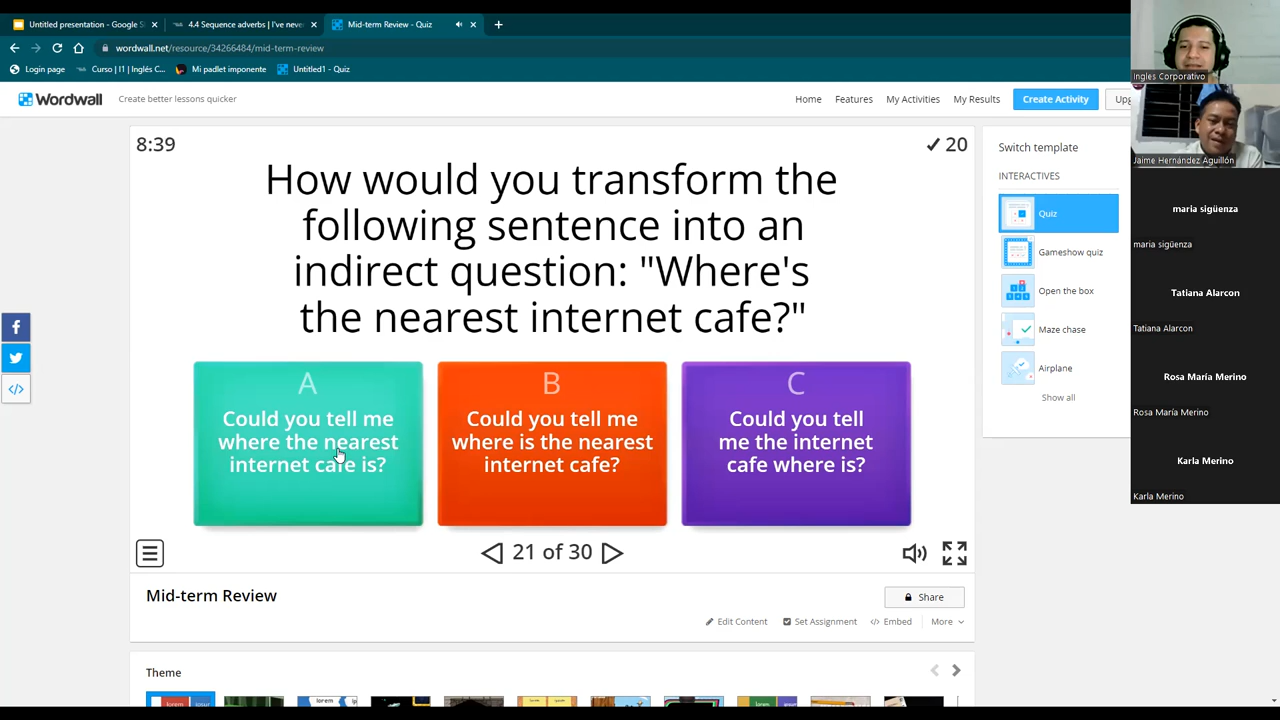 Untitled presentation - Google S
4.4 Sequence adverbs | I've neve
Mid-term Review - Quiz
wordwall.net/resource/34266484/mid-term-review
Login page
Curso | I1 | Inglés C...
Mi padlet imponente
Untitled1 - Quiz
Wordwall
Create better lessons quicker
Home
Features
My Activities
My Results
Create Activity
Upg
Ingles Corporativo
Jaime Hernández Aguillón
maria sigüenza
maria sigüenza
Tatiana Alarcon
Tatiana Alarcon
Rosa María Merino
Rosa María Merino
Karla Merino
Karla Merino
8:39
20
How would you transform the
following sentence into an
indirect question: "Where's
the nearest internet cafe?"
A
Could you tell me
where the nearest
internet cafe is?
B
Could you tell me
where is the nearest
internet cafe?
C
Could you tell
me the internet
cafe where is?
21 of 30
Switch template
INTERACTIVES
Quiz
Gameshow quiz
Open the box
Maze chase
Airplane
Show all
Mid-term Review
Share
Edit Content
Set Assignment
Embed
More
Theme